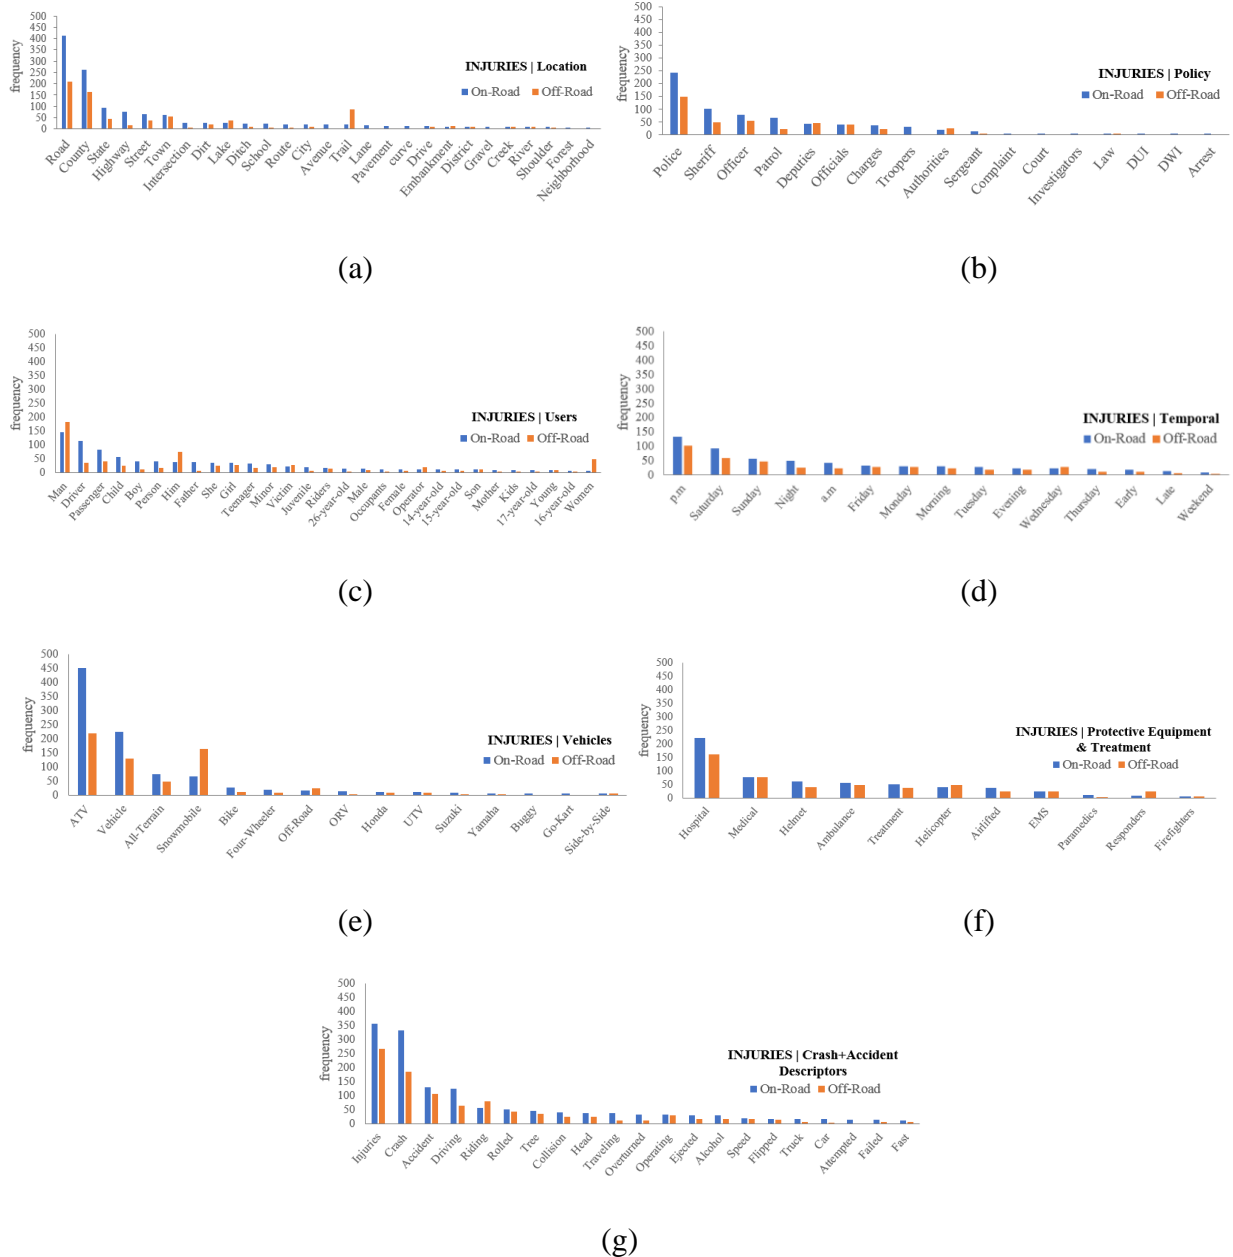 500
450
400
350
300
250
200
150
100
50
0
frequency
INJURIES | Location
On-Road Off-Road
Road County State Highway Street Town Intersection Dirt Lake Ditch School Route City Avenue Trail Lane Pavement curve Drive Embankment District Gravel Creek River Shoulder Forest Neighborhood
(a)
500
450
400
350
300
250
200
150
100
50
0
frequency
INJURIES | Policy
On-Road Off-Road
Police Sheriff Officer Patrol Deputies Officials Charges Troopers Authorities Sergeant Complaint Court Investigators Law DUI DWI Arrest
(b)
500
450
400
350
300
250
200
150
100
50
0
frequency
INJURIES | Users
On-Road Off-Road
Man Driver Passenger Child Boy Person Him Father She Girl Teenager Minor Victim Juvenile Riders 26-year-old Male Occupants Female Operator 14-year-old 15-year-old Son Mother Kids 17-year-old Young 16-year-old Women
(c)
500
450
400
350
300
250
200
150
100
50
0
frequency
INJURIES | Temporal
On-Road Off-Road
p.m Saturday Sunday Night a.m Friday Monday Morning Tuesday Evening Wednesday Thursday Early Late Weekend
(d)
500
450
400
350
300
250
200
150
100
50
0
frequency
INJURIES | Vehicles
On-Road Off-Road
ATV Vehicle All-Terrain Snowmobile Bike Four-Wheeler Off-Road ORV Honda UTV Suzuki Yamaha Buggy Go-Kart Side-by-Side
(e)
500
450
400
350
300
250
200
150
100
50
0
frequency
INJURIES | Protective Equipment
& Treatment
On-Road Off-Road
Hospital Medical Helmet Ambulance Treatment Helicopter Airlifted EMS Paramedics Responders Firefighters
(f)
500
450
400
350
300
250
200
150
100
50
0
frequency
INJURIES | Crash+Accident
Descriptors
On-Road Off-Road
Injuries Crash Accident Driving Riding Rolled Tree Collision Head Traveling Overturned Operating Ejected Alcohol Speed Flipped Truck Car Attempted Failed Fast
(g)